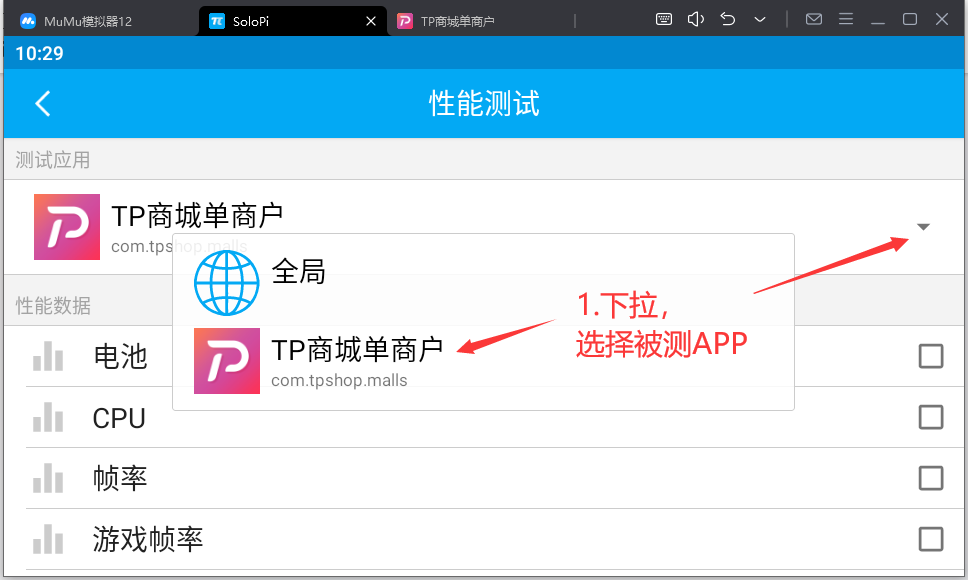 MuMu模拟器12
SoloPi
TP商城单商户
10:29
性能测试
测试应用
TP商城单商户
com.tpshop.malls
全局
TP商城单商户
com.tpshop.malls
1.下拉，
选择被测APP
性能数据
电池
CPU
帧率
游戏帧率